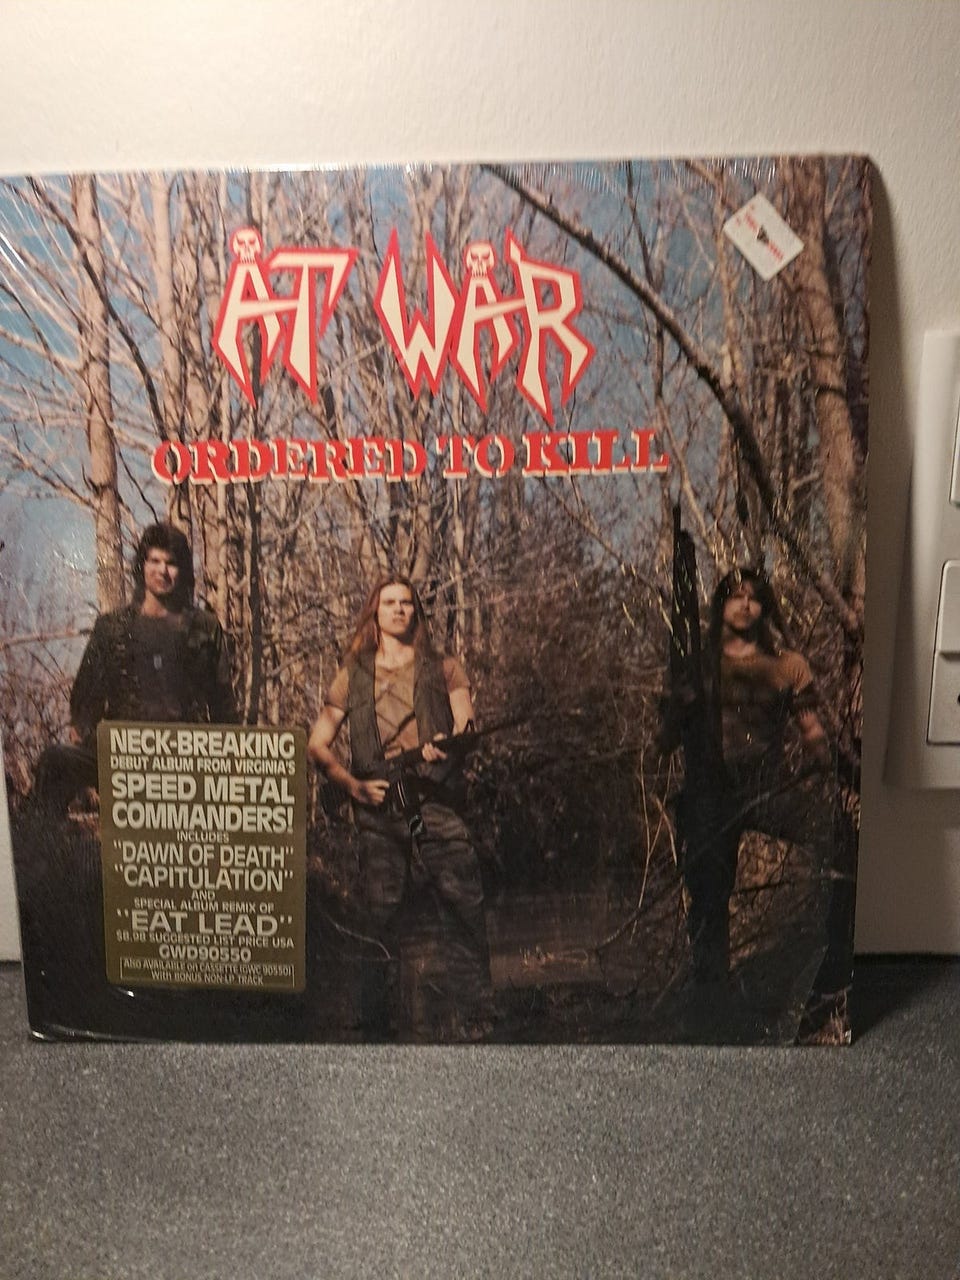 AT WAR
ORDERED TO KILL
NECK-BREAKING
DEBUT ALBUM FROM VIRGINIA'S
SPEED METAL
COMMANDERS!
INCLUDES
"DAWN OF DEATH"
"CAPITULATION"
AND
SPECIAL ALBUM REMIX OF
"EAT LEAD"
$8.98 SUGGESTED LIST PRICE USA
GWD90550
ALSO AVAILABLE on CASSETTE (GWC 90550)
WITH BONUS NON-LP TRACK